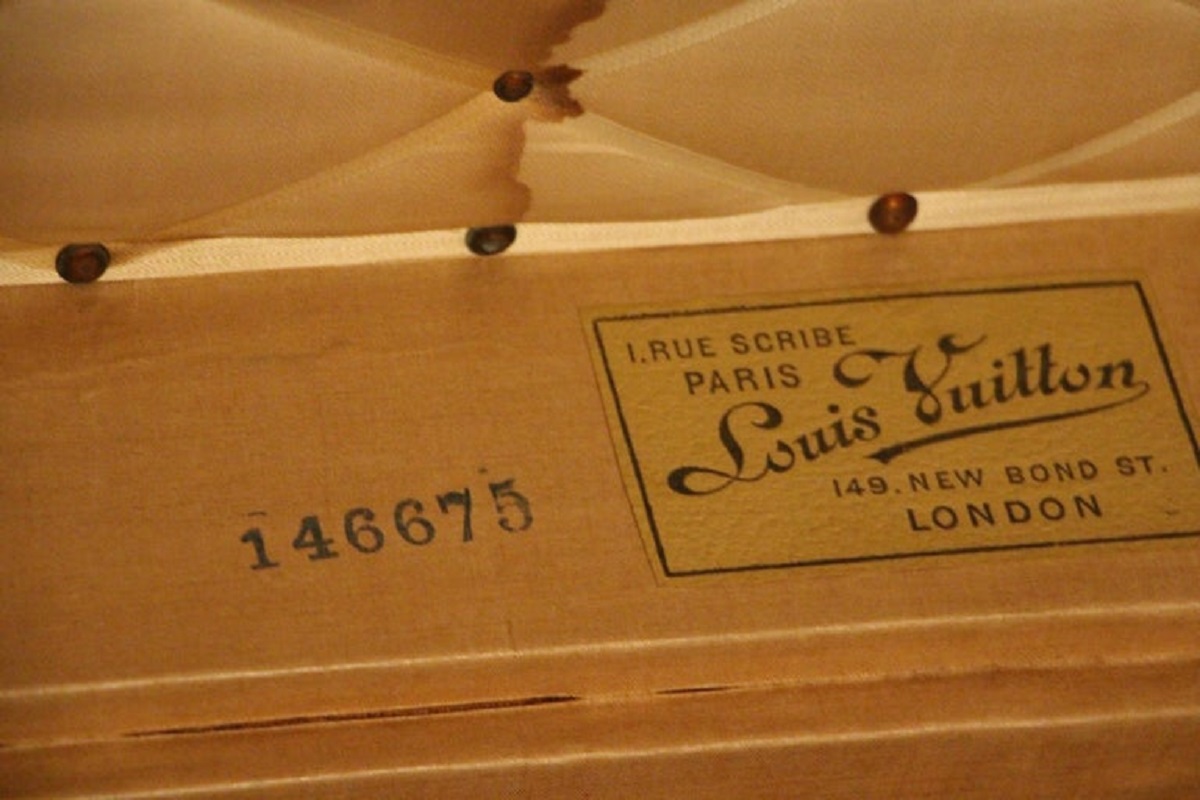 1.RUE SCRIBE
PARIS
Louis Vuitton
149.NEW BOND ST.
LONDON
146675